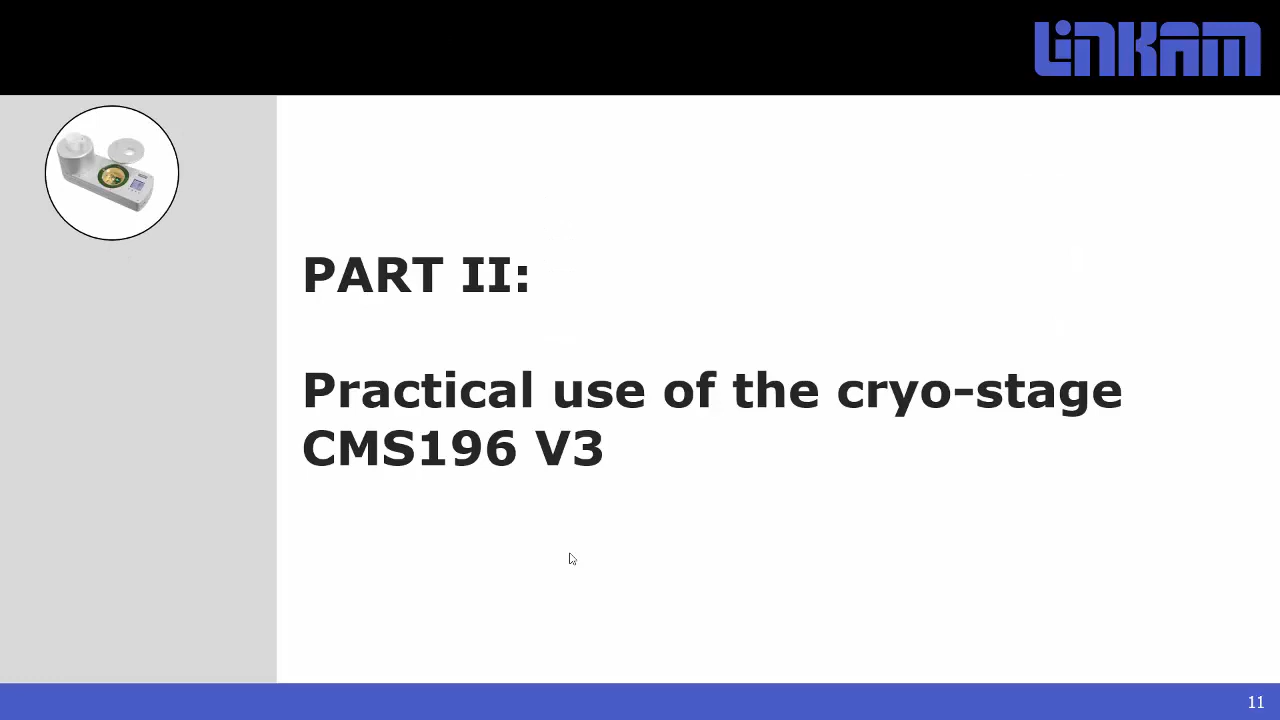 LINKAM
PART II:
Practical use of the cryo-stage
CMS196 V3
11